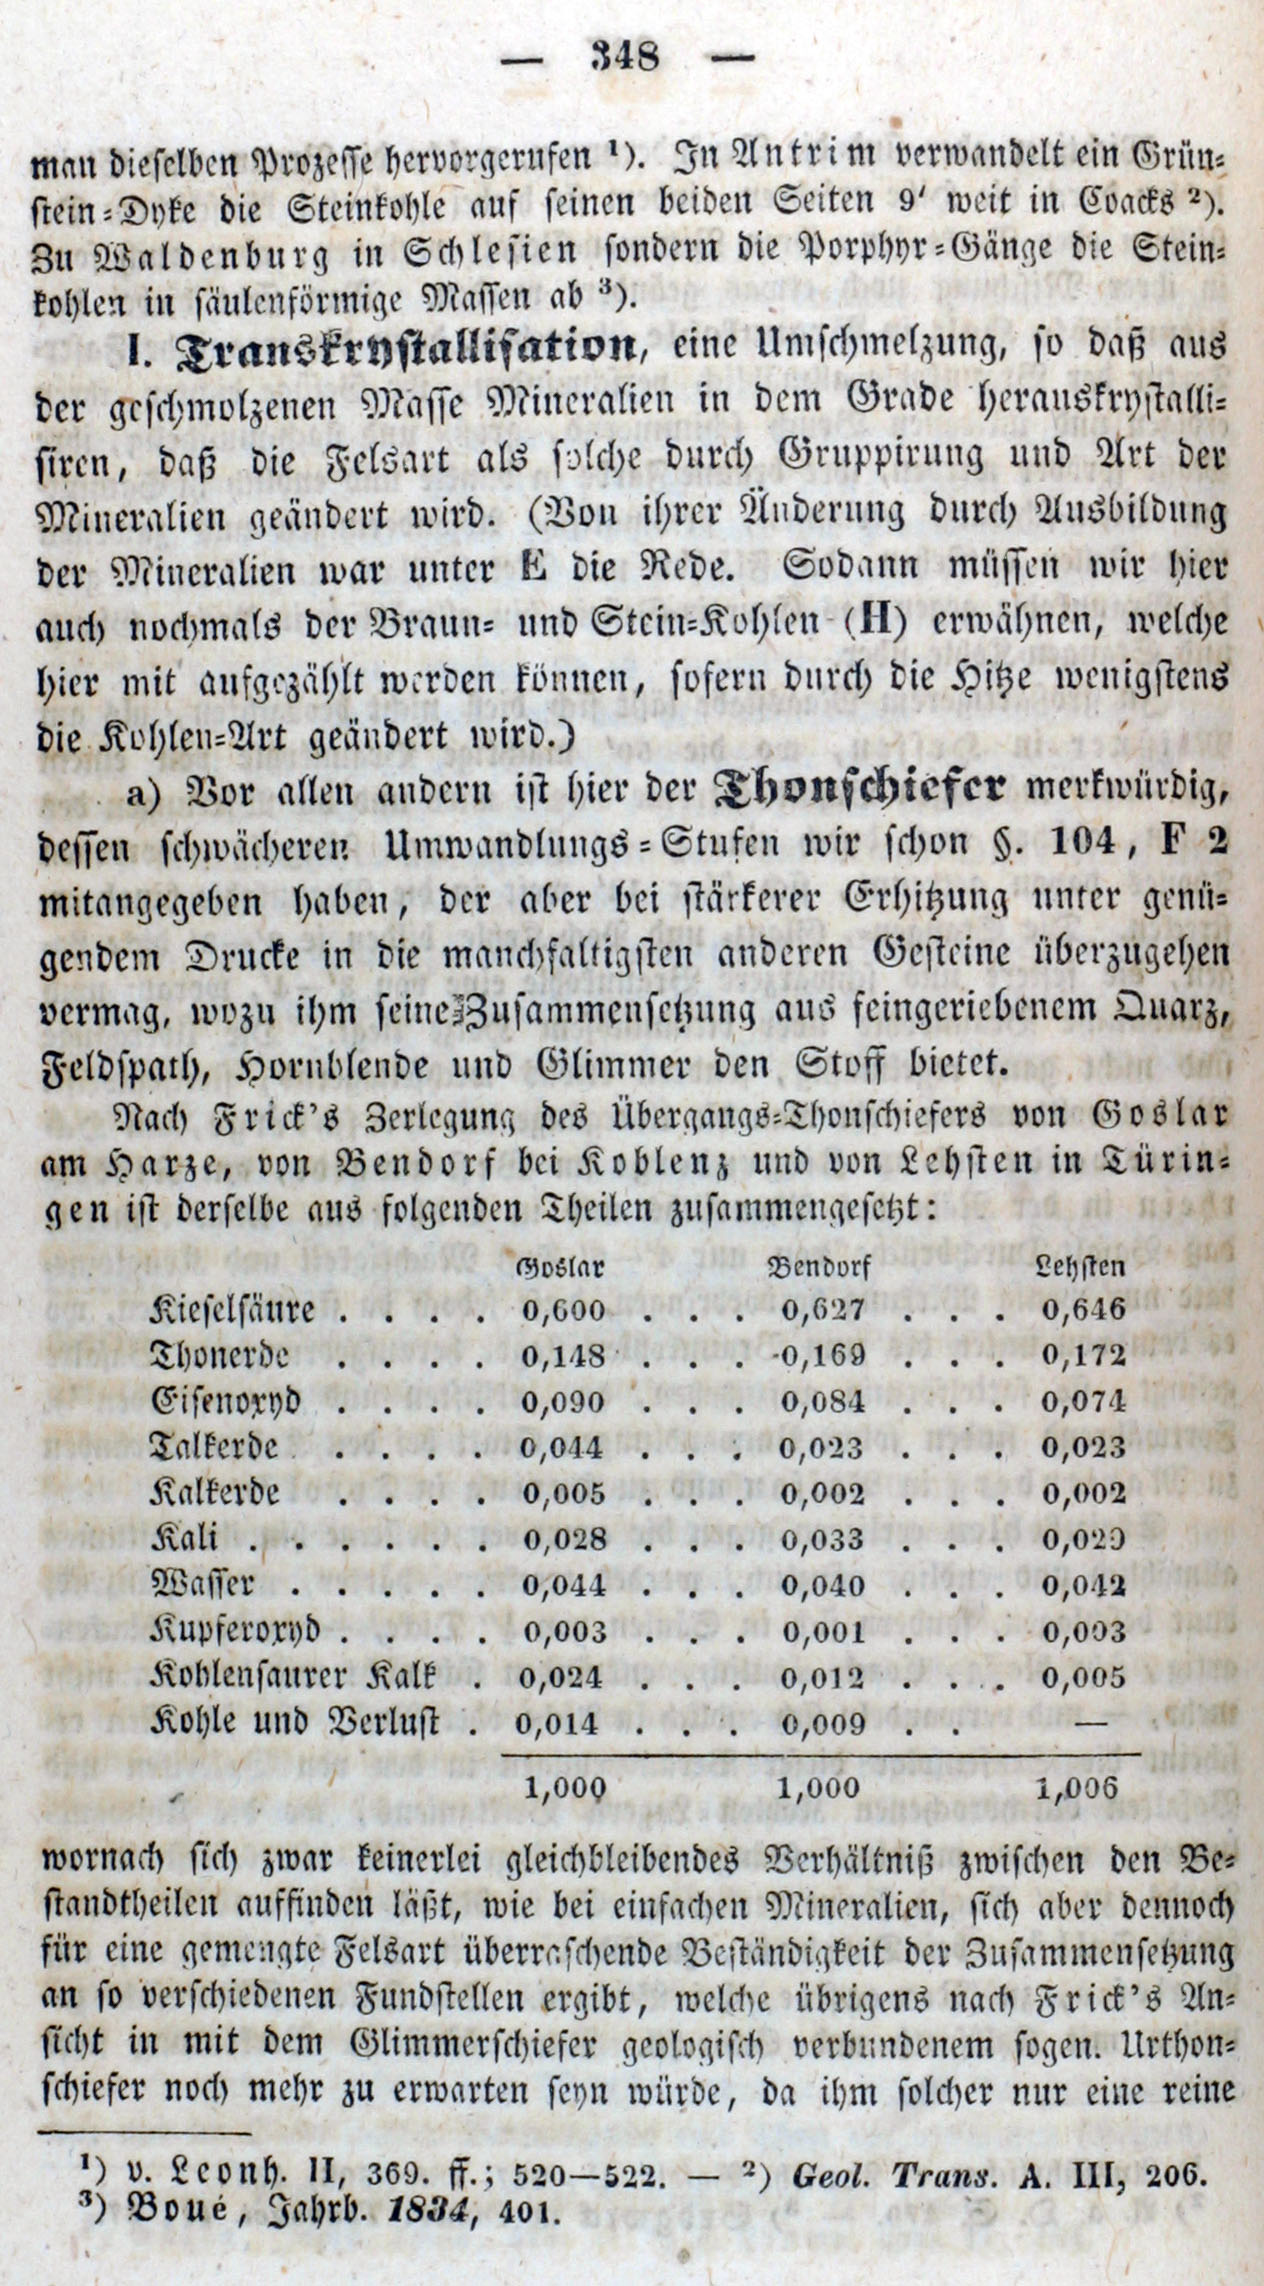 — 348 —
man dieselben Prozesse hervorgerufen ¹). In Antrim verwandelt ein Grün=
stein=Dyke die Steinkohle auf seinen beiden Seiten 9' weit in Coacks ²).
Zu Waldenburg in Schlesien sondern die Porphyr=Gänge die Stein=
kohlen in säulenförmige Massen ab ³).
I. Transkrystallisation, eine Umschmelzung, so daß aus
der geschmolzenen Masse Mineralien in dem Grade herauskrystalli=
siren, daß die Felsart als solche durch Gruppirung und Art der
Mineralien geändert wird. (Von ihrer Änderung durch Ausbildung
der Mineralien war unter E die Rede. Sodann müssen wir hier
auch nochmals der Braun= und Stein=Kohlen (H) erwähnen, welche
hier mit aufgezählt werden können, sofern durch die Hitze wenigstens
die Kohlen=Art geändert wird.)
a) Vor allen andern ist hier der Thonschiefer merkwürdig,
dessen schwächeren Umwandlungs=Stufen wir schon §. 104, F 2
mitangegeben haben, der aber bei stärkerer Erhitzung unter genü=
gendem Drucke in die manchfaltigsten anderen Gesteine überzugehen
vermag, wozu ihm seine Zusammensetzung aus feingeriebenem Quarz,
Feldspath, Hornblende und Glimmer den Stoff bietet.
Nach Frick's Zerlegung des Übergangs=Thonschiefers von Goslar
am Harze, von Bendorf bei Koblenz und von Lehsten in Türin=
gen ist derselbe aus folgenden Theilen zusammengesetzt:
Goslar Bendorf Lehsten
Kieselsäure . . . . 0,600 . . . 0,627 . . . 0,646
Thonerde . . . . 0,148 . . . 0,169 . . . 0,172
Eisenoxyd . . . . 0,090 . . . 0,084 . . . 0,074
Talkerde . . . . 0,044 . . . 0,023 . . . 0,023
Kalkerde . . . . 0,005 . . . 0,002 . . . 0,002
Kali . . . . . . 0,028 . . . 0,033 . . . 0,029
Wasser . . . . . 0,044 . . . 0,040 . . . 0,042
Kupferoxyd . . . . 0,003 . . . 0,001 . . . 0,003
Kohlensaurer Kalk . 0,024 . . . 0,012 . . . 0,005
Kohle und Verlust . 0,014 . . . 0,009 . . —
1,000 1,000 1,006
wornach sich zwar keinerlei gleichbleibendes Verhältniß zwischen den Be=
standtheilen auffinden läßt, wie bei einfachen Mineralien, sich aber dennoch
für eine gemengte Felsart überraschende Beständigkeit der Zusammensetzung
an so verschiedenen Fundstellen ergibt, welche übrigens nach Frick's An=
sicht in mit dem Glimmerschiefer geologisch verbundenem sogen. Urthon=
schiefer noch mehr zu erwarten seyn würde, da ihm solcher nur eine reine
¹) v. Leonh. II, 369. ff.; 520—522. — ²) Geol. Trans. A. III, 206.
³) Boué, Jahrb. 1834, 401.